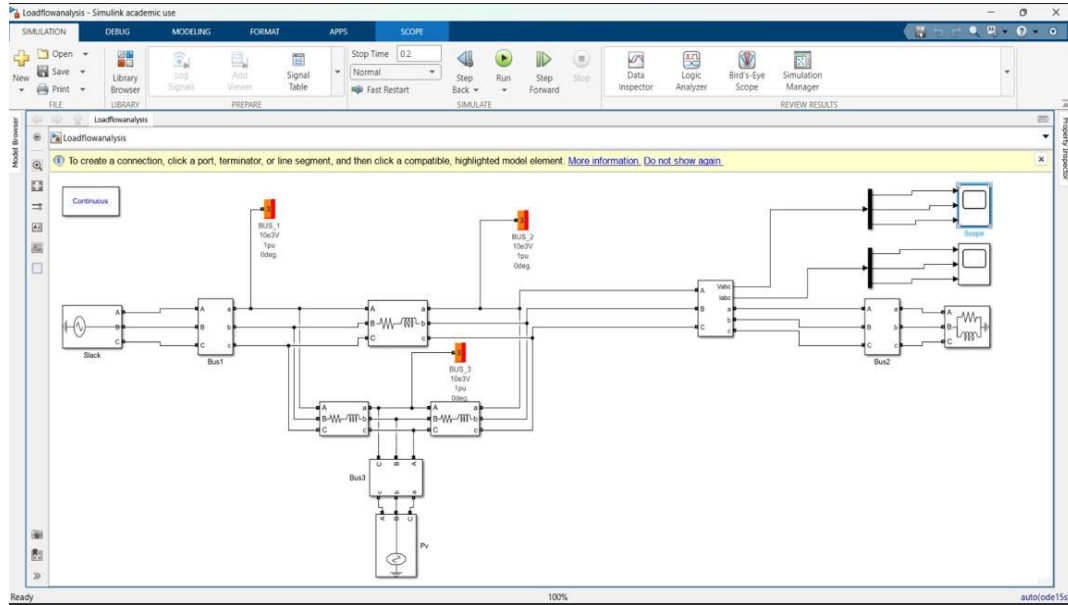 Loadflowanalysis - Simulink academic use
SIMULATION DEBUG MODELING FORMAT APPS SCOPE
New
Open
Save
Print
FILE
Library Browser
LIBRARY
Log Signals
Add Viewer
Signal Table
PREPARE
Stop Time 0.2
Normal
Fast Restart
Step Back
Run
Step Forward
Stop
SIMULATE
Data Inspector
Logic Analyzer
Bird's-Eye Scope
Simulation Manager
REVIEW RESULTS
Model Browser
Property Inspector
Loadflowanalysis
Loadflowanalysis
To create a connection, click a port, terminator, or line segment, and then click a compatible, highlighted model element. More information. Do not show again.
Continuous
3
BUS_1
10e3V
1pu
0deg.
3
BUS_2
10e3V
1pu
0deg.
Scope
A
B
C
Vabc
Iabc
a
b
c
A
B
C
Slack
A
B
C
a
b
c
Bus1
A
B
C
a
b
c
A
B
C
a
b
c
Bus2
A
B
C
3
BUS_3
10e3V
1pu
0deg.
A
B
C
a
b
c
A
B
C
a
b
c
C B A
c b a
Bus3
A B C
Pv
Ready
100%
auto(ode15s